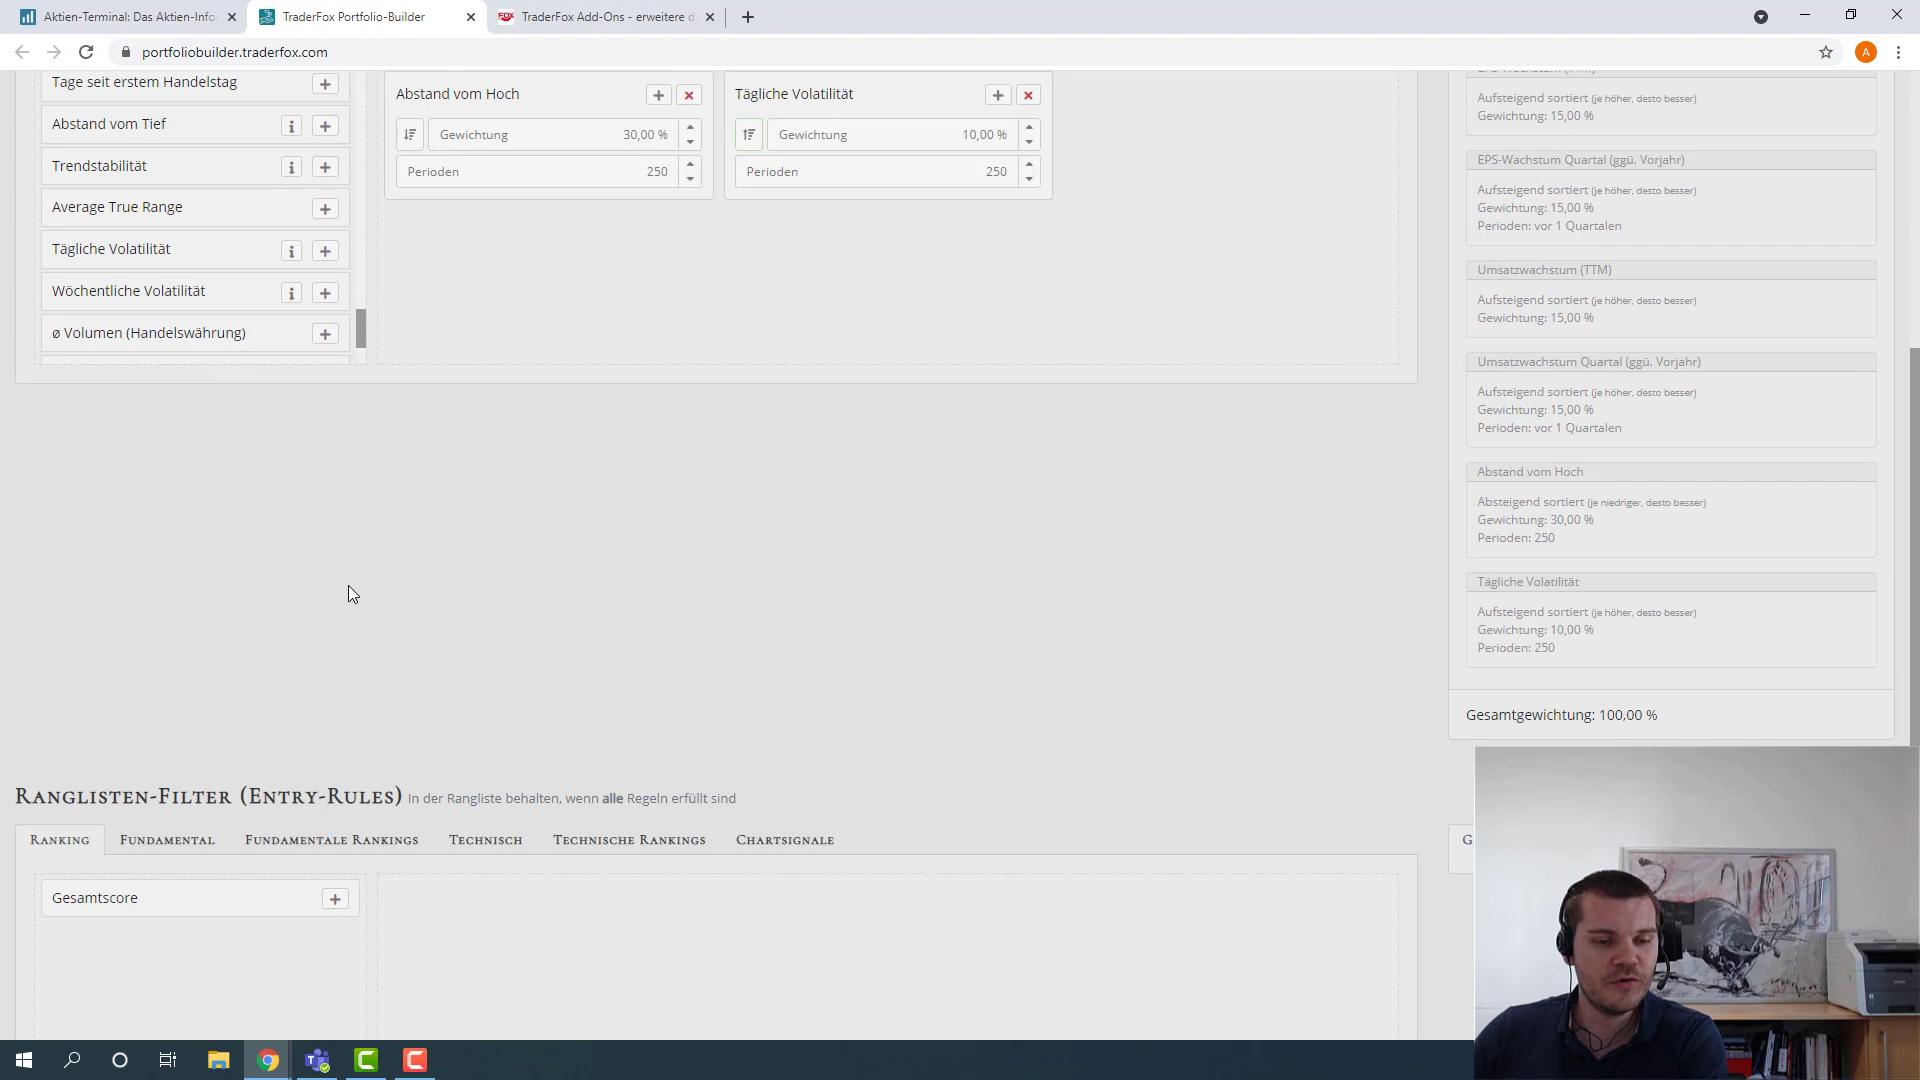 Aktien-Terminal: Das Aktien-Info
TraderFox Portfolio-Builder
TraderFox Add-Ons - erweitere d
portfoliobuilder.traderfox.com
A
Tage seit erstem Handelstag
Abstand vom Tief
Trendstabilität
Average True Range
Tägliche Volatilität
Wöchentliche Volatilität
ø Volumen (Handelswährung)
Abstand vom Hoch
Gewichtung 30,00 %
Perioden 250
Tägliche Volatilität
Gewichtung 10,00 %
Perioden 250
Aufsteigend sortiert (je höher, desto besser)
Gewichtung: 15,00 %
EPS-Wachstum Quartal (ggü. Vorjahr)
Aufsteigend sortiert (je höher, desto besser)
Gewichtung: 15,00 %
Perioden: vor 1 Quartalen
Umsatzwachstum (TTM)
Aufsteigend sortiert (je höher, desto besser)
Gewichtung: 15,00 %
Umsatzwachstum Quartal (ggü. Vorjahr)
Aufsteigend sortiert (je höher, desto besser)
Gewichtung: 15,00 %
Perioden: vor 1 Quartalen
Abstand vom Hoch
Absteigend sortiert (je niedriger, desto besser)
Gewichtung: 30,00 %
Perioden: 250
Tägliche Volatilität
Aufsteigend sortiert (je höher, desto besser)
Gewichtung: 10,00 %
Perioden: 250
Gesamtgewichtung: 100,00 %
Ranglisten-Filter (Entry-Rules) In der Rangliste behalten, wenn alle Regeln erfüllt sind
Ranking
Fundamental
Fundamentale Rankings
Technisch
Technische Rankings
Chartsignale
G
Gesamtscore